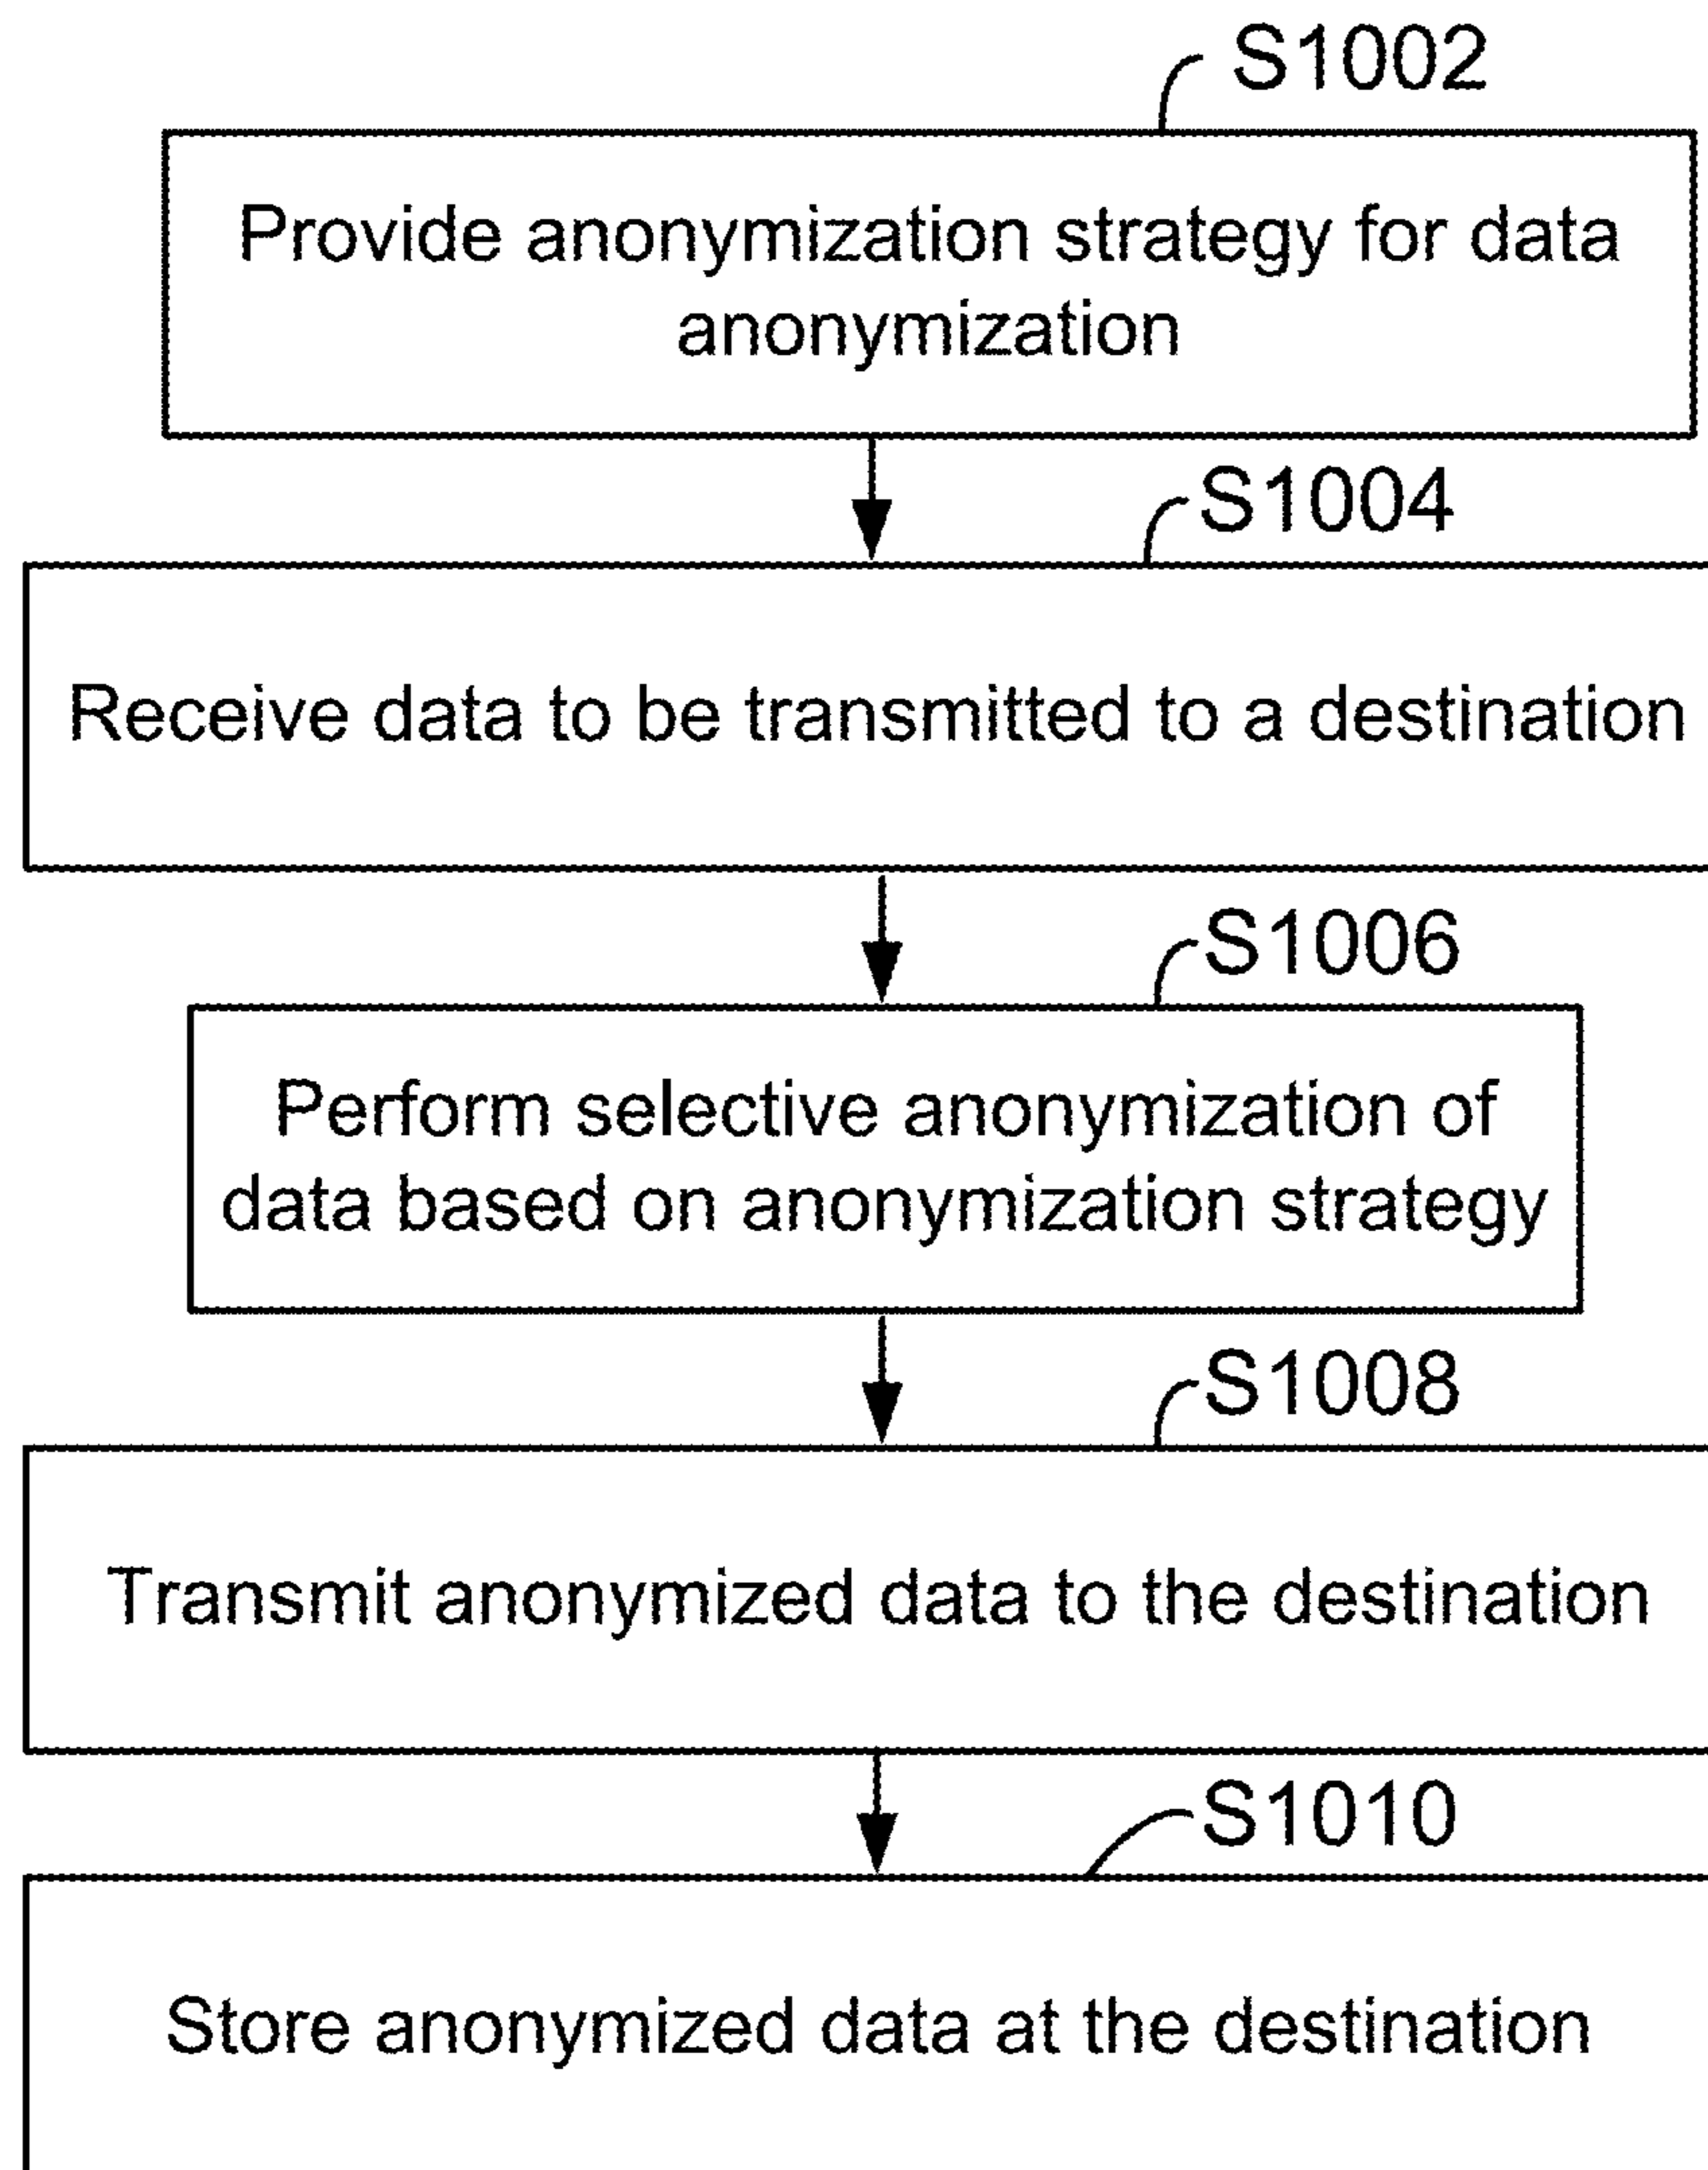 S1002
Provide anonymization strategy for data
anonymization
S1004
Receive data to be transmitted to a destination
S1006
Perform selective anonymization of
data based on anonymization strategy
S1008
Transmit anonymized data to the destination
S1010
Store anonymized data at the destination